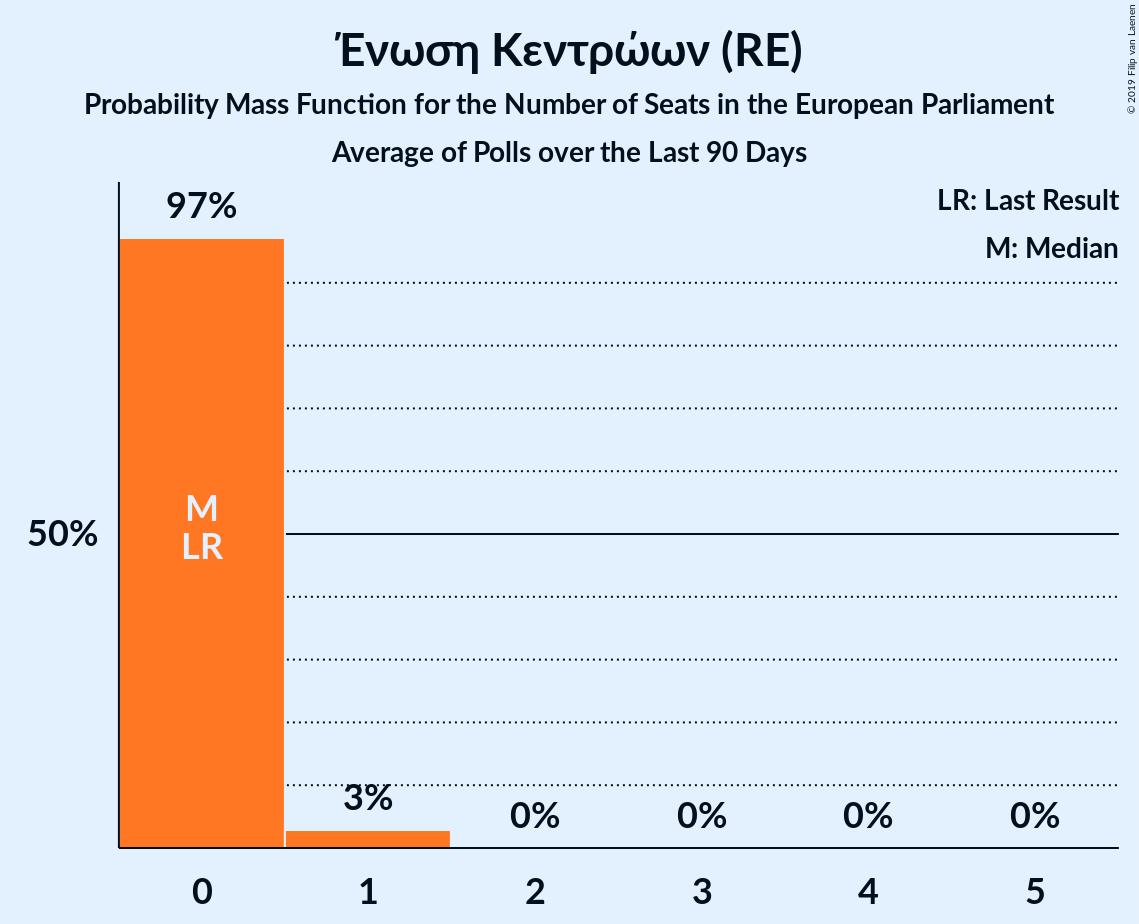 Ένωση Κεντρώων (RE)
Probability Mass Function for the Number of Seats in the European Parliament
Average of Polls over the Last 90 Days
© 2019 Filip van Laenen
LR: Last Result
M: Median
97%
M
LR
50%
3%
0%
0%
0%
0%
0
1
2
3
4
5